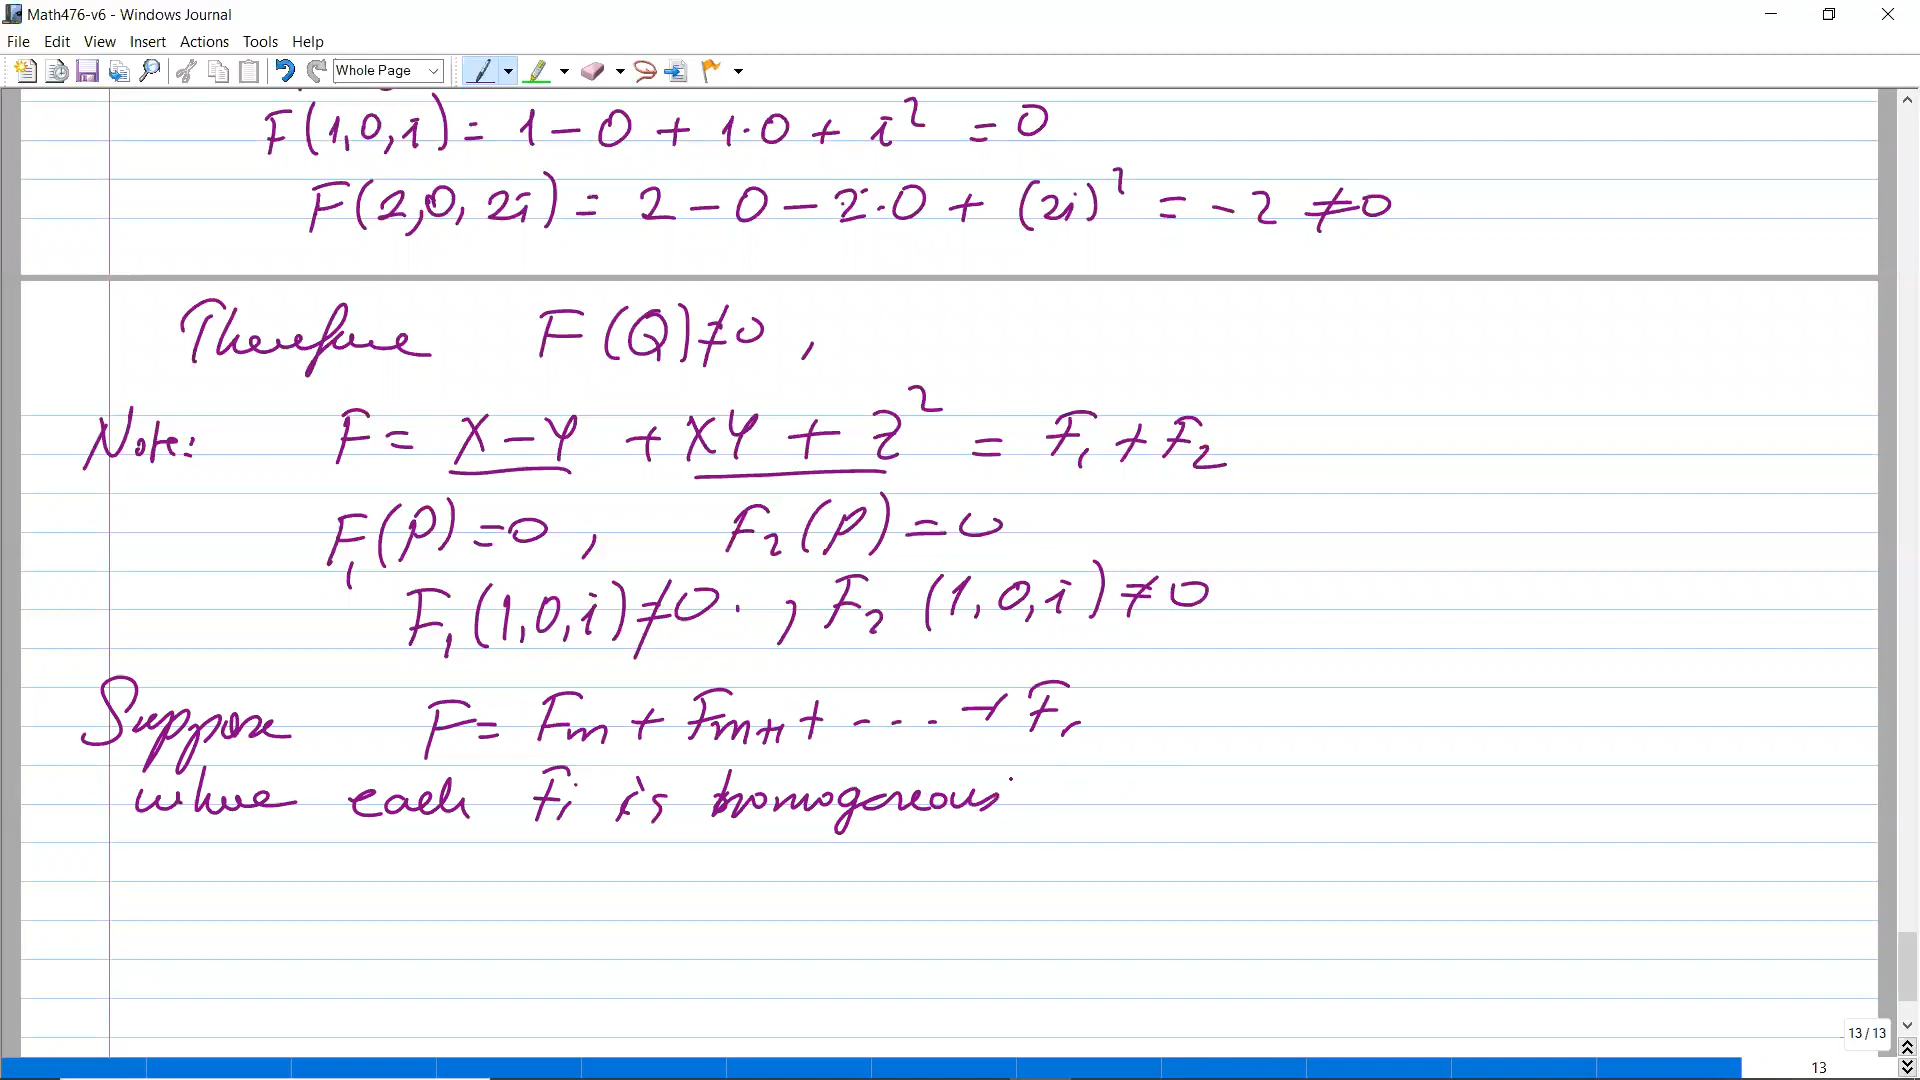 Math476-v6 - Windows Journal
File Edit View Insert Actions Tools Help
Whole Page
F(1,0,i) = 1 - 0 + 1·0 + i² = 0
F(2,0,2i) = 2 - 0 - 2·0 + (2i)² = -2 ≠ 0
Therefore F(Q) ≠ 0,
Note: F = X - Y + XY + Z² = F₁ + F₂
F₁(P) = 0, F₂(P) = 0
F₁(1,0,i) ≠ 0. , F₂(1,0,i) ≠ 0
Suppose F = Fm + Fm+1 + ---- + Fr
where each Fi is homogeneous
13/13
13